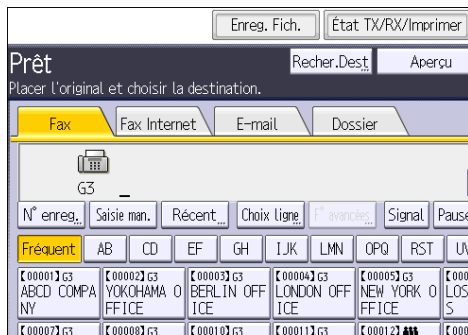 Enreg. Fich. État TX/RX/Imprimer
Prêt
Recher.Dest. Aperçu
Placer l'original et choisir la destination.
Fax Fax Internet E-mail Dossier
G3 _
N° enreg. Saisie man. Récent Choix ligne F° avancées Signal Pause
Fréquent AB CD EF GH IJK LMN OPQ RST UV
【00001】G3 【00002】G3 【00003】G3 【00004】G3 【00005】G3
ABCD COMPA YOKOHAMA O BERLIN OFF LONDON OFF NEW YORK O LOS
NY FFICE ICE ICE FFICE S
【00007】G3 【00008】G3 【00010】G3 【00011】G3 【00012】